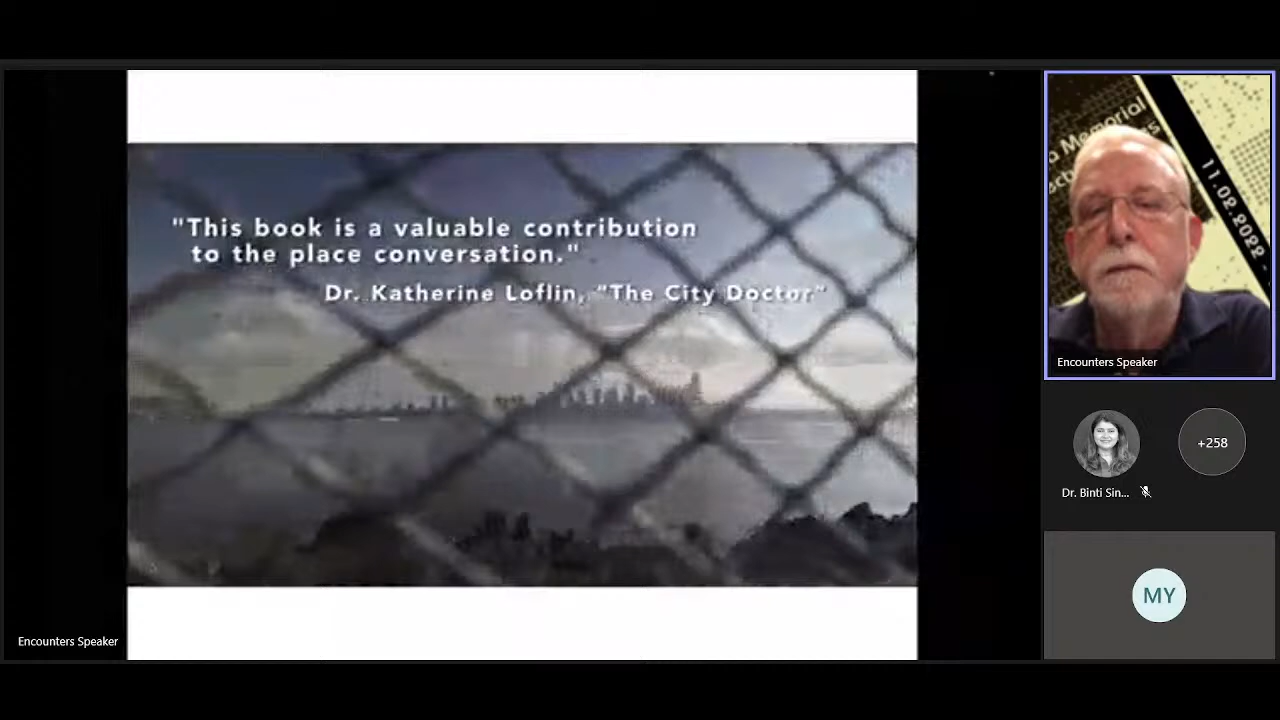 "This book is a valuable contribution
to the place conversation."
Dr. Katherine Loflin, "The City Doctor"
Encounters Speaker
Memorial
11.02.2022
Encounters Speaker
+258
Dr. Binti Sin...
MY